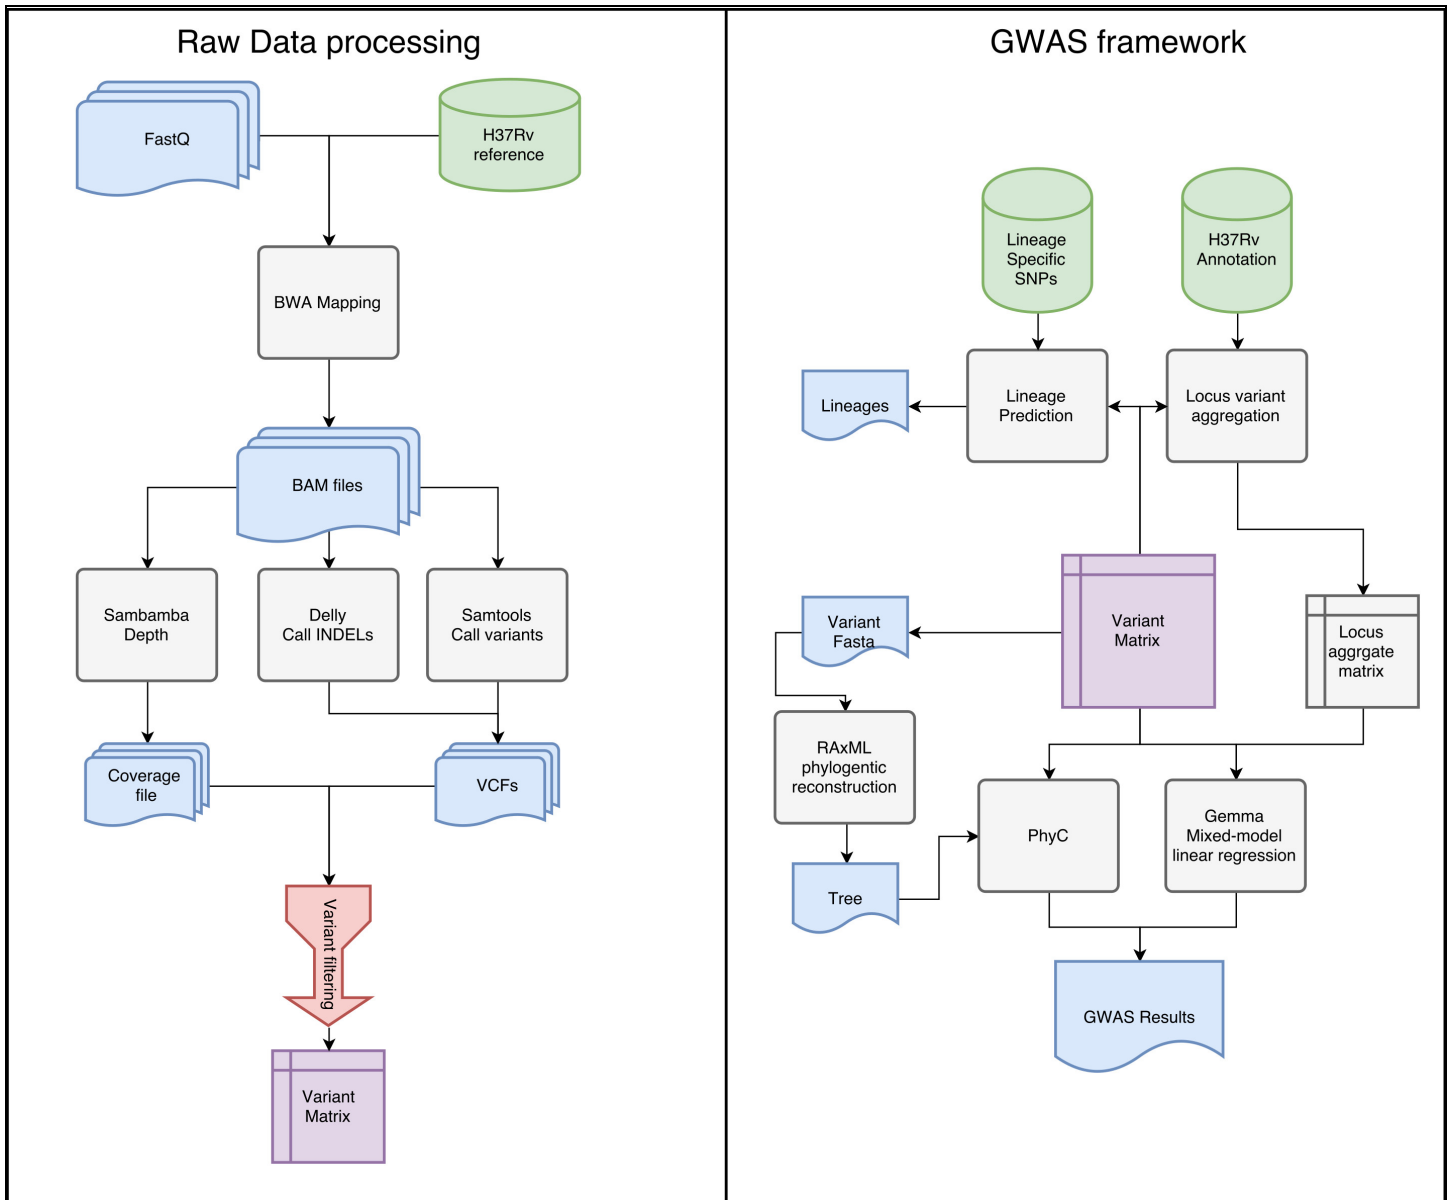 Raw Data processing
FastQ
H37Rv
reference
BWA Mapping
BAM files
Sambamba
Depth
Delly
Call INDELs
Samtools
Call variants
Coverage
file
VCFs
Variant filtering
Variant
Matrix
GWAS framework
Lineage
Specific
SNPs
H37Rv
Annotation
Lineages
Lineage
Prediction
Locus variant
aggregation
Variant
Fasta
Variant
Matrix
Locus
aggrgate
matrix
RAxML
phylogentic
reconstruction
PhyC
Gemma
Mixed-model
linear regression
Tree
GWAS Results